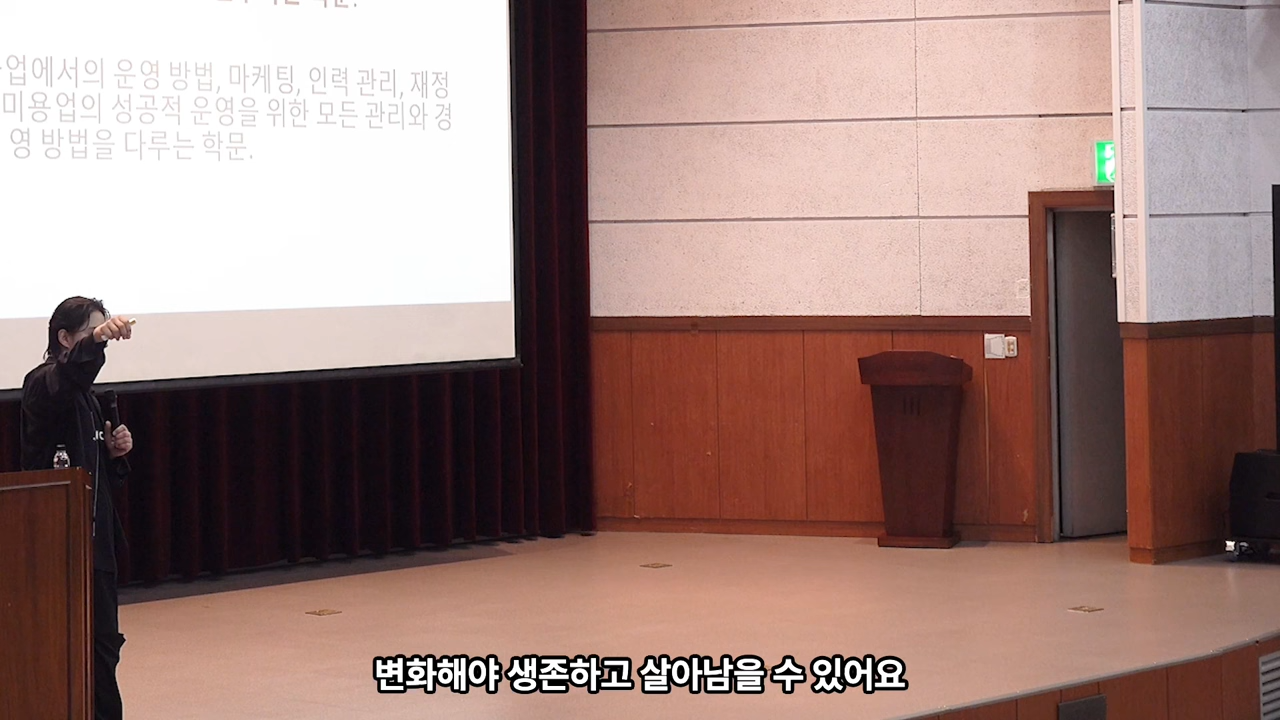 업에서의 운영 방법, 마케팅, 인력 관리, 재정
미용업의 성공적 운영을 위한 모든 관리와 경
영 방법을 다루는 학문.
변화해야 생존하고 살아남을 수 있어요